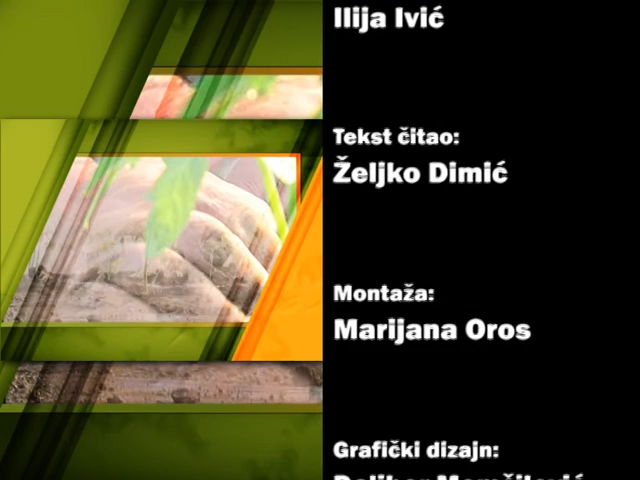 Ilija Ivić
Tekst čitao:
Željko Dimić
Montaža:
Marijana Oros
Grafički dizajn: